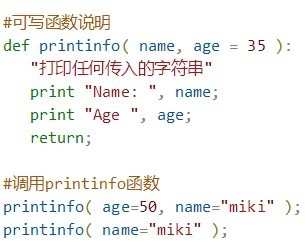 #可写函数说明
def printinfo( name, age = 35 ):
"打印任何传入的字符串"
print "Name: ", name;
print "Age ", age;
return;
#调用printinfo函数
printinfo( age=50, name="miki" );
printinfo( name="miki" );